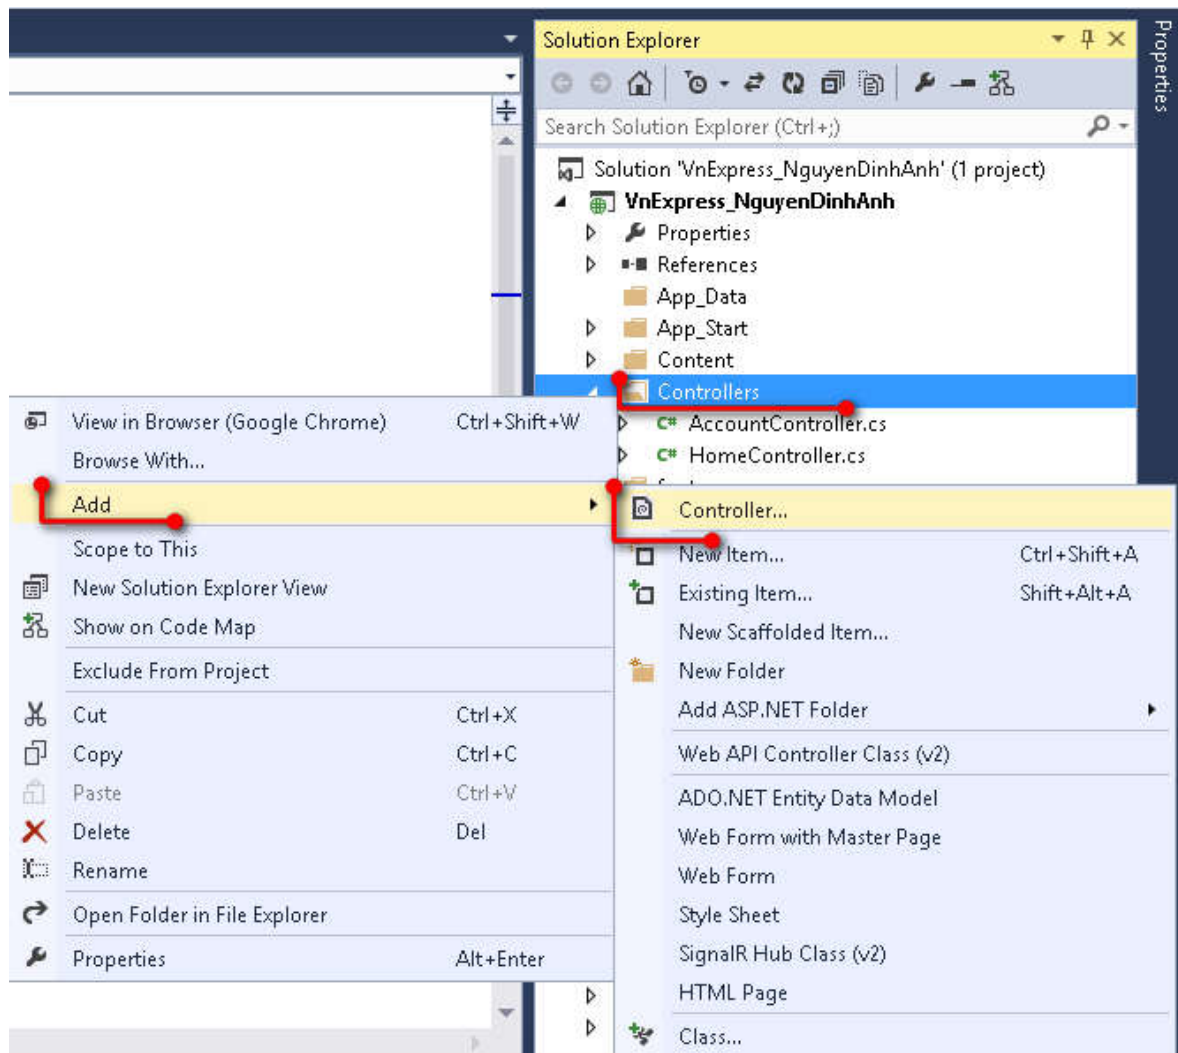 Solution Explorer
Properties
Search Solution Explorer (Ctrl+;)
Solution 'VnExpress_NguyenDinhAnh' (1 project)
VnExpress_NguyenDinhAnh
Properties
References
App_Data
App_Start
Content
Controllers
C# AccountController.cs
C# HomeController.cs
View in Browser (Google Chrome) Ctrl+Shift+W
Browse With...
Add
Scope to This
New Solution Explorer View
Show on Code Map
Exclude From Project
Cut Ctrl+X
Copy Ctrl+C
Paste Ctrl+V
Delete Del
Rename
Open Folder in File Explorer
Properties Alt+Enter
Controller...
New Item... Ctrl+Shift+A
Existing Item... Shift+Alt+A
New Scaffolded Item...
New Folder
Add ASP.NET Folder
Web API Controller Class (v2)
ADO.NET Entity Data Model
Web Form with Master Page
Web Form
Style Sheet
SignalR Hub Class (v2)
HTML Page
Class...